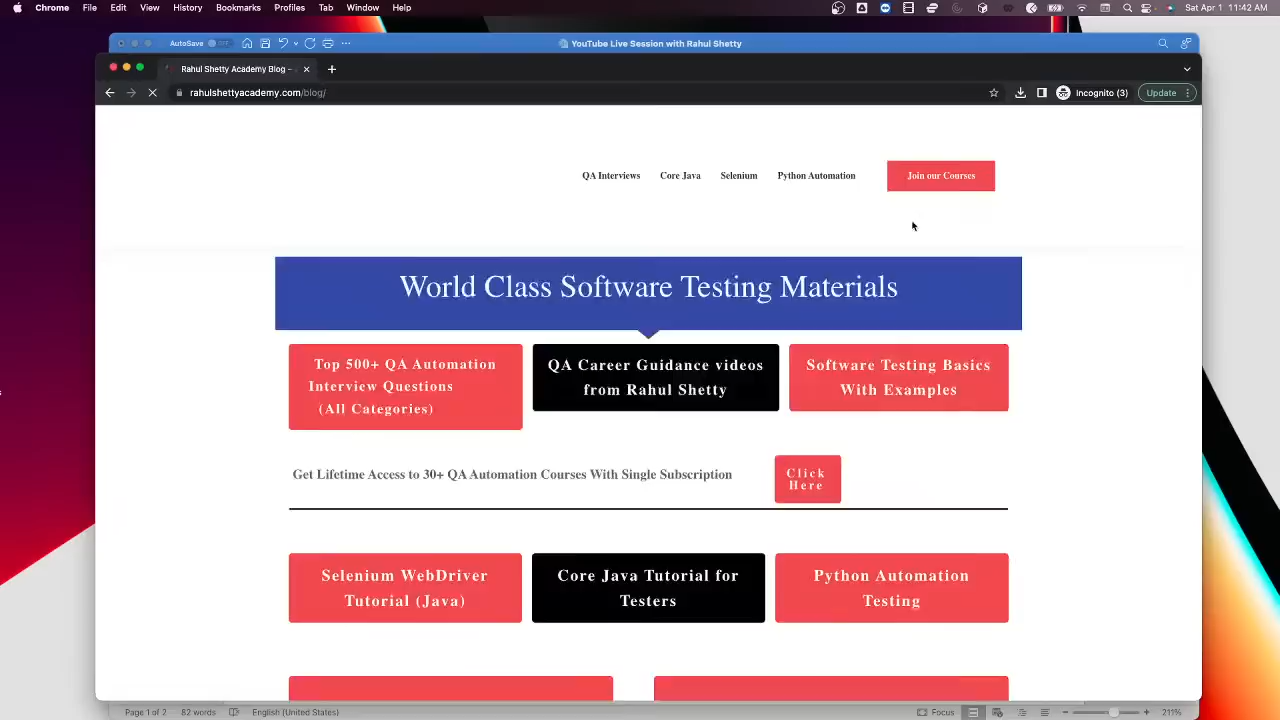 Chrome File Edit View History Bookmarks Profiles Tab Window Help Sat Apr 1 11:42 AM
AutoSave YouTube Live Session with Rahul Shetty
Rahul Shetty Academy Blog –
rahulshettyacademy.com/blog/ Incognito (3) Update
QA Interviews Core Java Selenium Python Automation Join our Courses
World Class Software Testing Materials
Top 500+ QA Automation
Interview Questions
(All Categories)
QA Career Guidance videos
from Rahul Shetty
Software Testing Basics
With Examples
Get Lifetime Access to 30+ QA Automation Courses With Single Subscription
Click
Here
Selenium WebDriver
Tutorial (Java)
Core Java Tutorial for
Testers
Python Automation
Testing
Page 1 of 2 82 words English (United States) Focus 211%